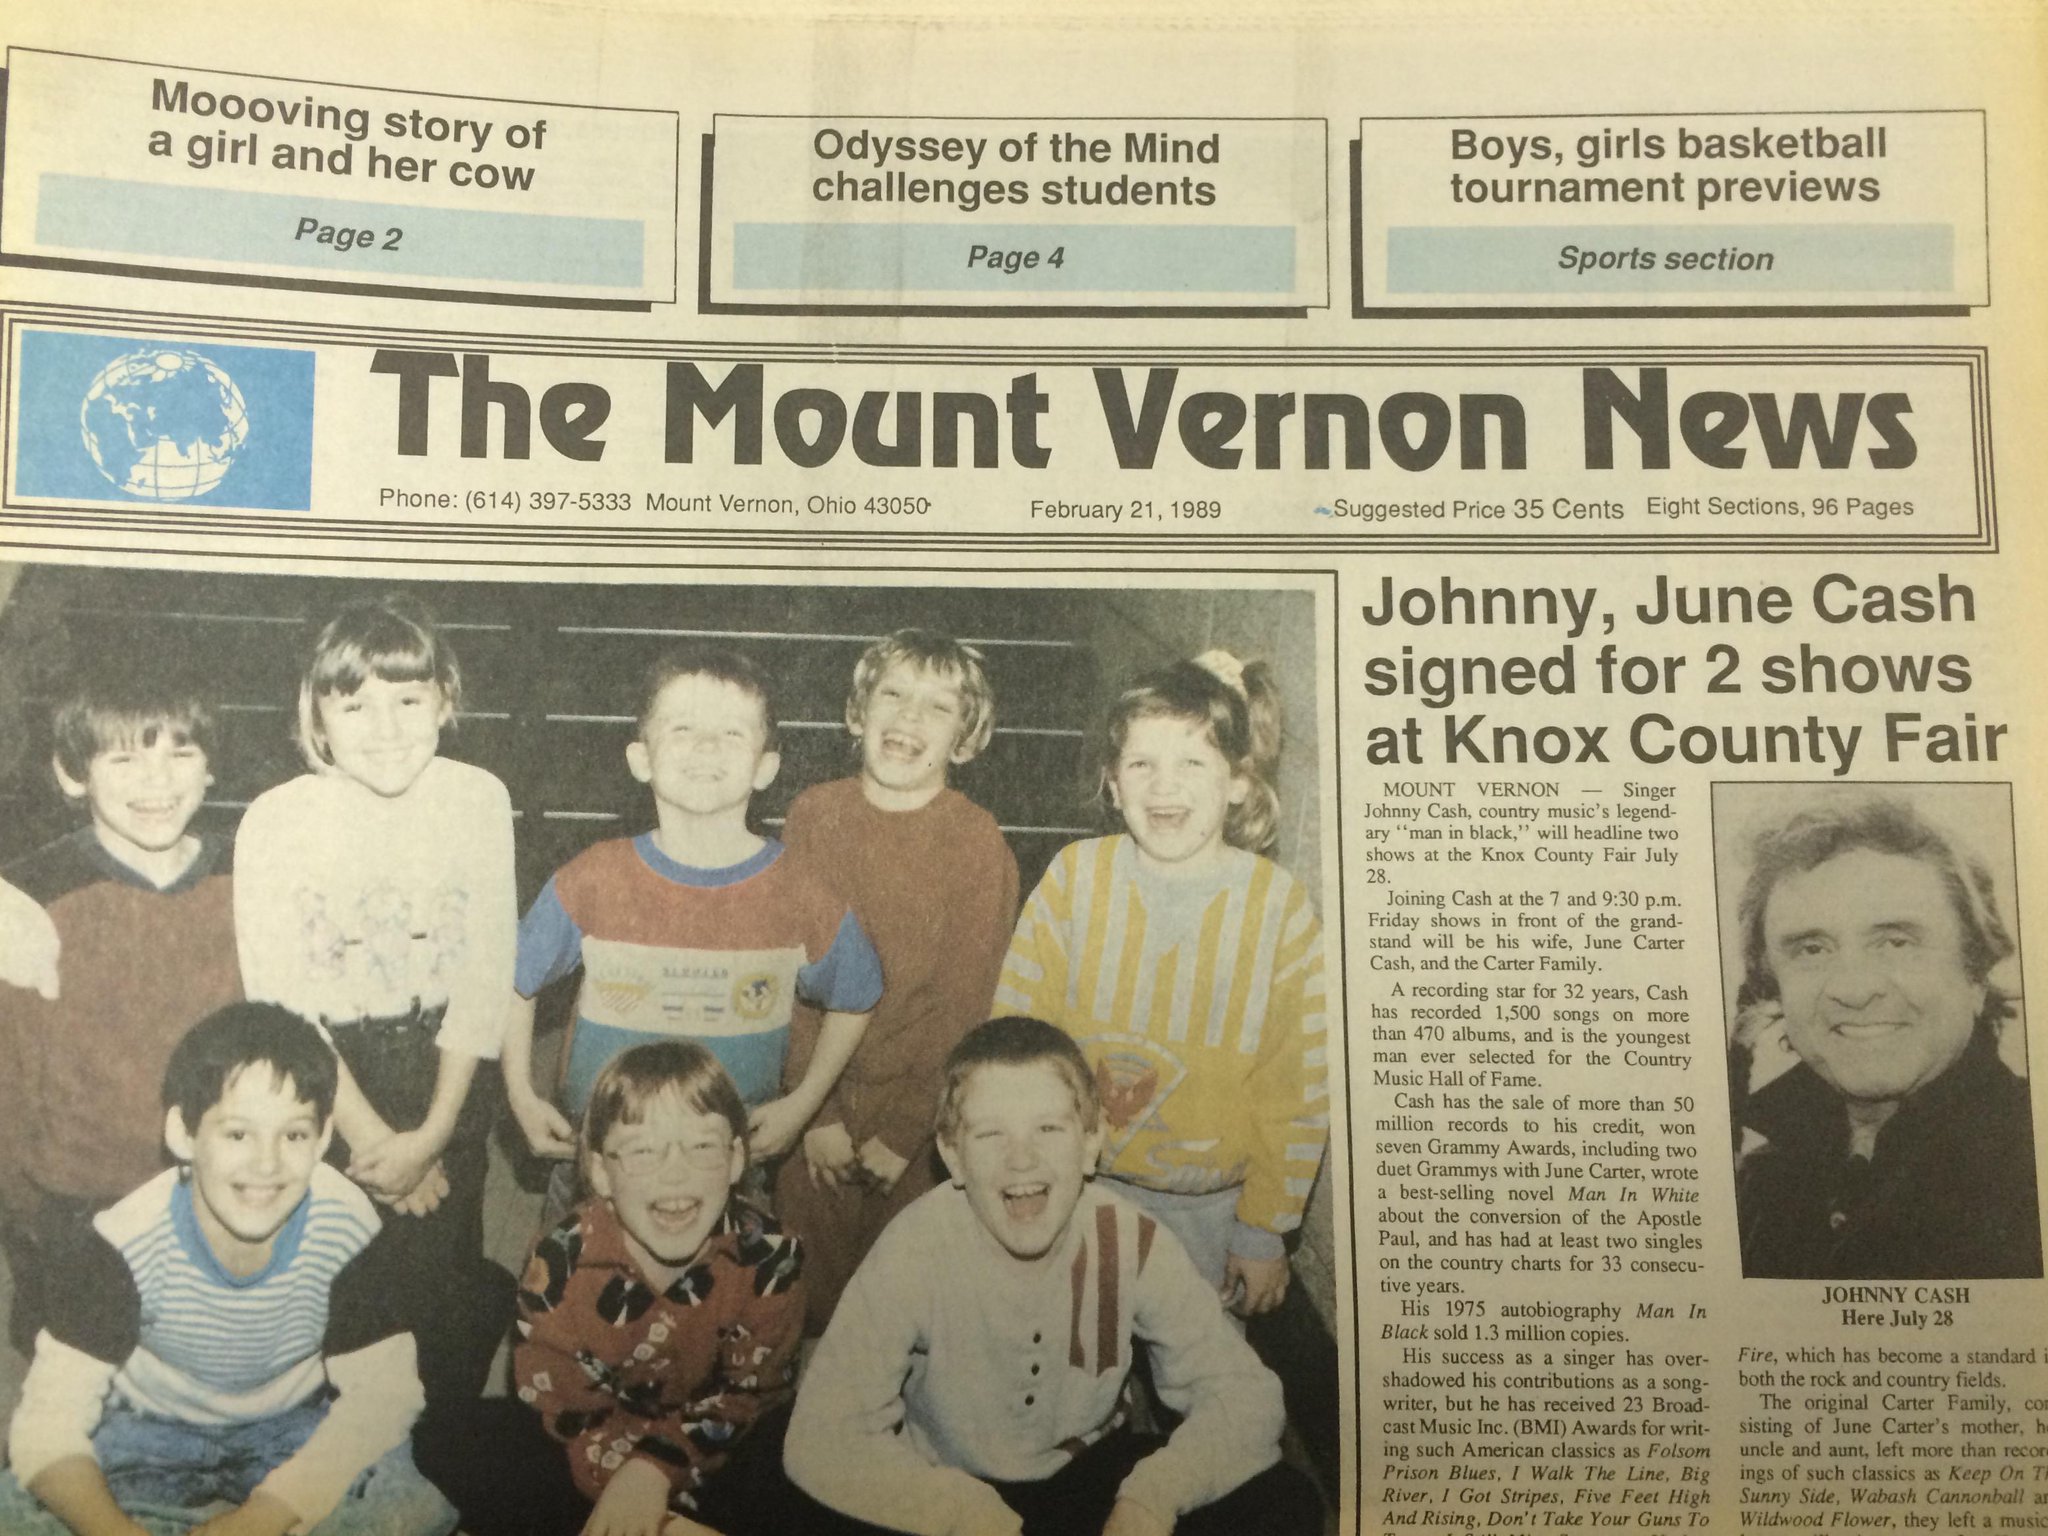 Moooving story of
a girl and her cow
Page 2
Odyssey of the Mind
challenges students
Page 4
Boys, girls basketball
tournament previews
Sports section
The Mount Vernon News
Phone: (614) 397-5333 Mount Vernon, Ohio 43050
February 21, 1989
Suggested Price 35 Cents Eight Sections, 96 Pages
Johnny, June Cash
signed for 2 shows
at Knox County Fair
MOUNT VERNON — Singer
Johnny Cash, country music's legend-
ary "man in black," will headline two
shows at the Knox County Fair July
28.
Joining Cash at the 7 and 9:30 p.m.
Friday shows in front of the grand-
stand will be his wife, June Carter
Cash, and the Carter Family.
A recording star for 32 years, Cash
has recorded 1,500 songs on more
than 470 albums, and is the youngest
man ever selected for the Country
Music Hall of Fame.
Cash has the sale of more than 50
million records to his credit, won
seven Grammy Awards, including two
duet Grammys with June Carter, wrote
a best-selling novel Man In White
about the conversion of the Apostle
Paul, and has had at least two singles
on the country charts for 33 consecu-
tive years.
His 1975 autobiography Man In
Black sold 1.3 million copies.
His success as a singer has over-
shadowed his contributions as a song-
writer, but he has received 23 Broad-
cast Music Inc. (BMI) Awards for writ-
ing such American classics as Folsom
Prison Blues, I Walk The Line, Big
River, I Got Stripes, Five Feet High
And Rising, Don't Take Your Guns To
JOHNNY CASH
Here July 28
Fire, which has become a standard
both the rock and country fields.
The original Carter Family,
sisting of June Carter's mother,
uncle and aunt, left more than
ings of such classics as Keep On
Sunny Side, Wabash Cannonball
Wildwood Flower, they left a